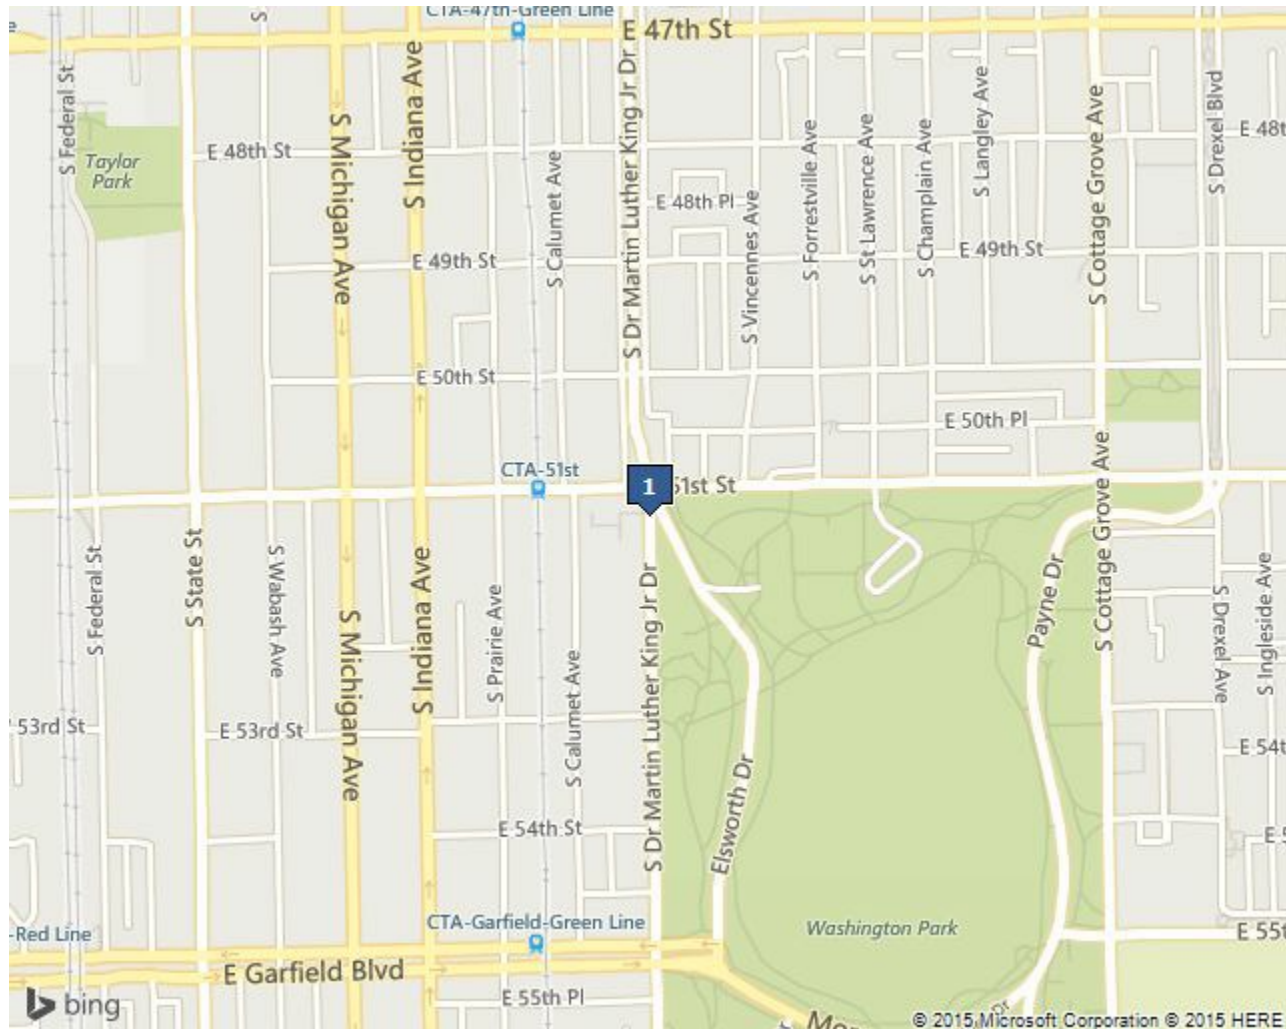 CTA-47th-Green Line
E 47th St
S Federal St
Taylor
Park
E 48th St
S Michigan Ave
S Indiana Ave
S Calumet Ave
S Dr Martin Luther King Jr Dr
E 48th Pl
S Vincennes Ave
S Forrestville Ave
S St Lawrence Ave
S Champlain Ave
S Langley Ave
S Cottage Grove Ave
S Drexel Blvd
E 48t
E 49th St
E 49th St
E 50th St
E 50th Pl
CTA-51st
1
51st St
S Federal St
S State St
S Wabash Ave
S Michigan Ave
S Indiana Ave
S Prairie Ave
S Calumet Ave
S Dr Martin Luther King Jr Dr
Elsworth Dr
Payne Dr
S Cottage Grove Ave
S Drexel Ave
S Ingleside Ave
53rd St
E 53rd St
E 54t
E 54th St
E 5
CTA-Garfield-Green Line
Washington Park
-Red Line
E 55t
E Garfield Blvd
E 55th Pl
Dr
bing
© 2015 Microsoft Corporation © 2015 HERE